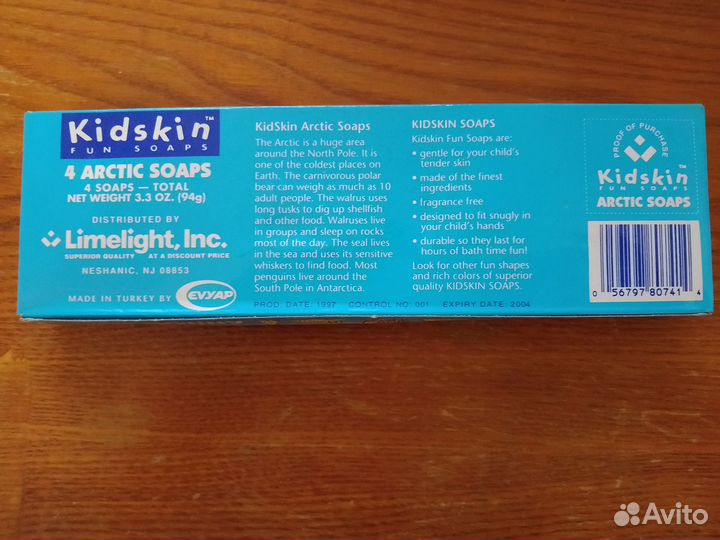 Kidskin™
FUN SOAPS
4 ARCTIC SOAPS
4 SOAPS — TOTAL
NET WEIGHT 3.3 OZ. (94g)
DISTRIBUTED BY
Limelight, Inc.
SUPERIOR QUALITY AT A DISCOUNT PRICE
NESHANIC, NJ 08853
MADE IN TURKEY BY EVYAP
KidSkin Arctic Soaps
The Arctic is a huge area
around the North Pole. It is
one of the coldest places on
Earth. The carnivorous polar
bear can weigh as much as 10
adult people. The walrus uses
long tusks to dig up shellfish
and other food. Walruses live
in groups and sleep on rocks
most of the day. The seal lives
in the sea and uses its sensitive
whiskers to find food. Most
penguins live around the
South Pole in Antarctica.
KIDSKIN SOAPS
Kidskin Fun Soaps are:
• gentle for your child's
tender skin
• made of the finest
ingredients
• fragrance free
• designed to fit snugly in
your child's hands
• durable so they last for
hours of bath time fun!
Look for other fun shapes
and rich colors of superior
quality KIDSKIN SOAPS.
PROD. DATE: 1997 CONTROL NO: 001 EXPIRY DATE: 2004
PROOF OF PURCHASE
Kidskin™
FUN SOAPS
ARCTIC SOAPS
0 56797 80741 4
Avito